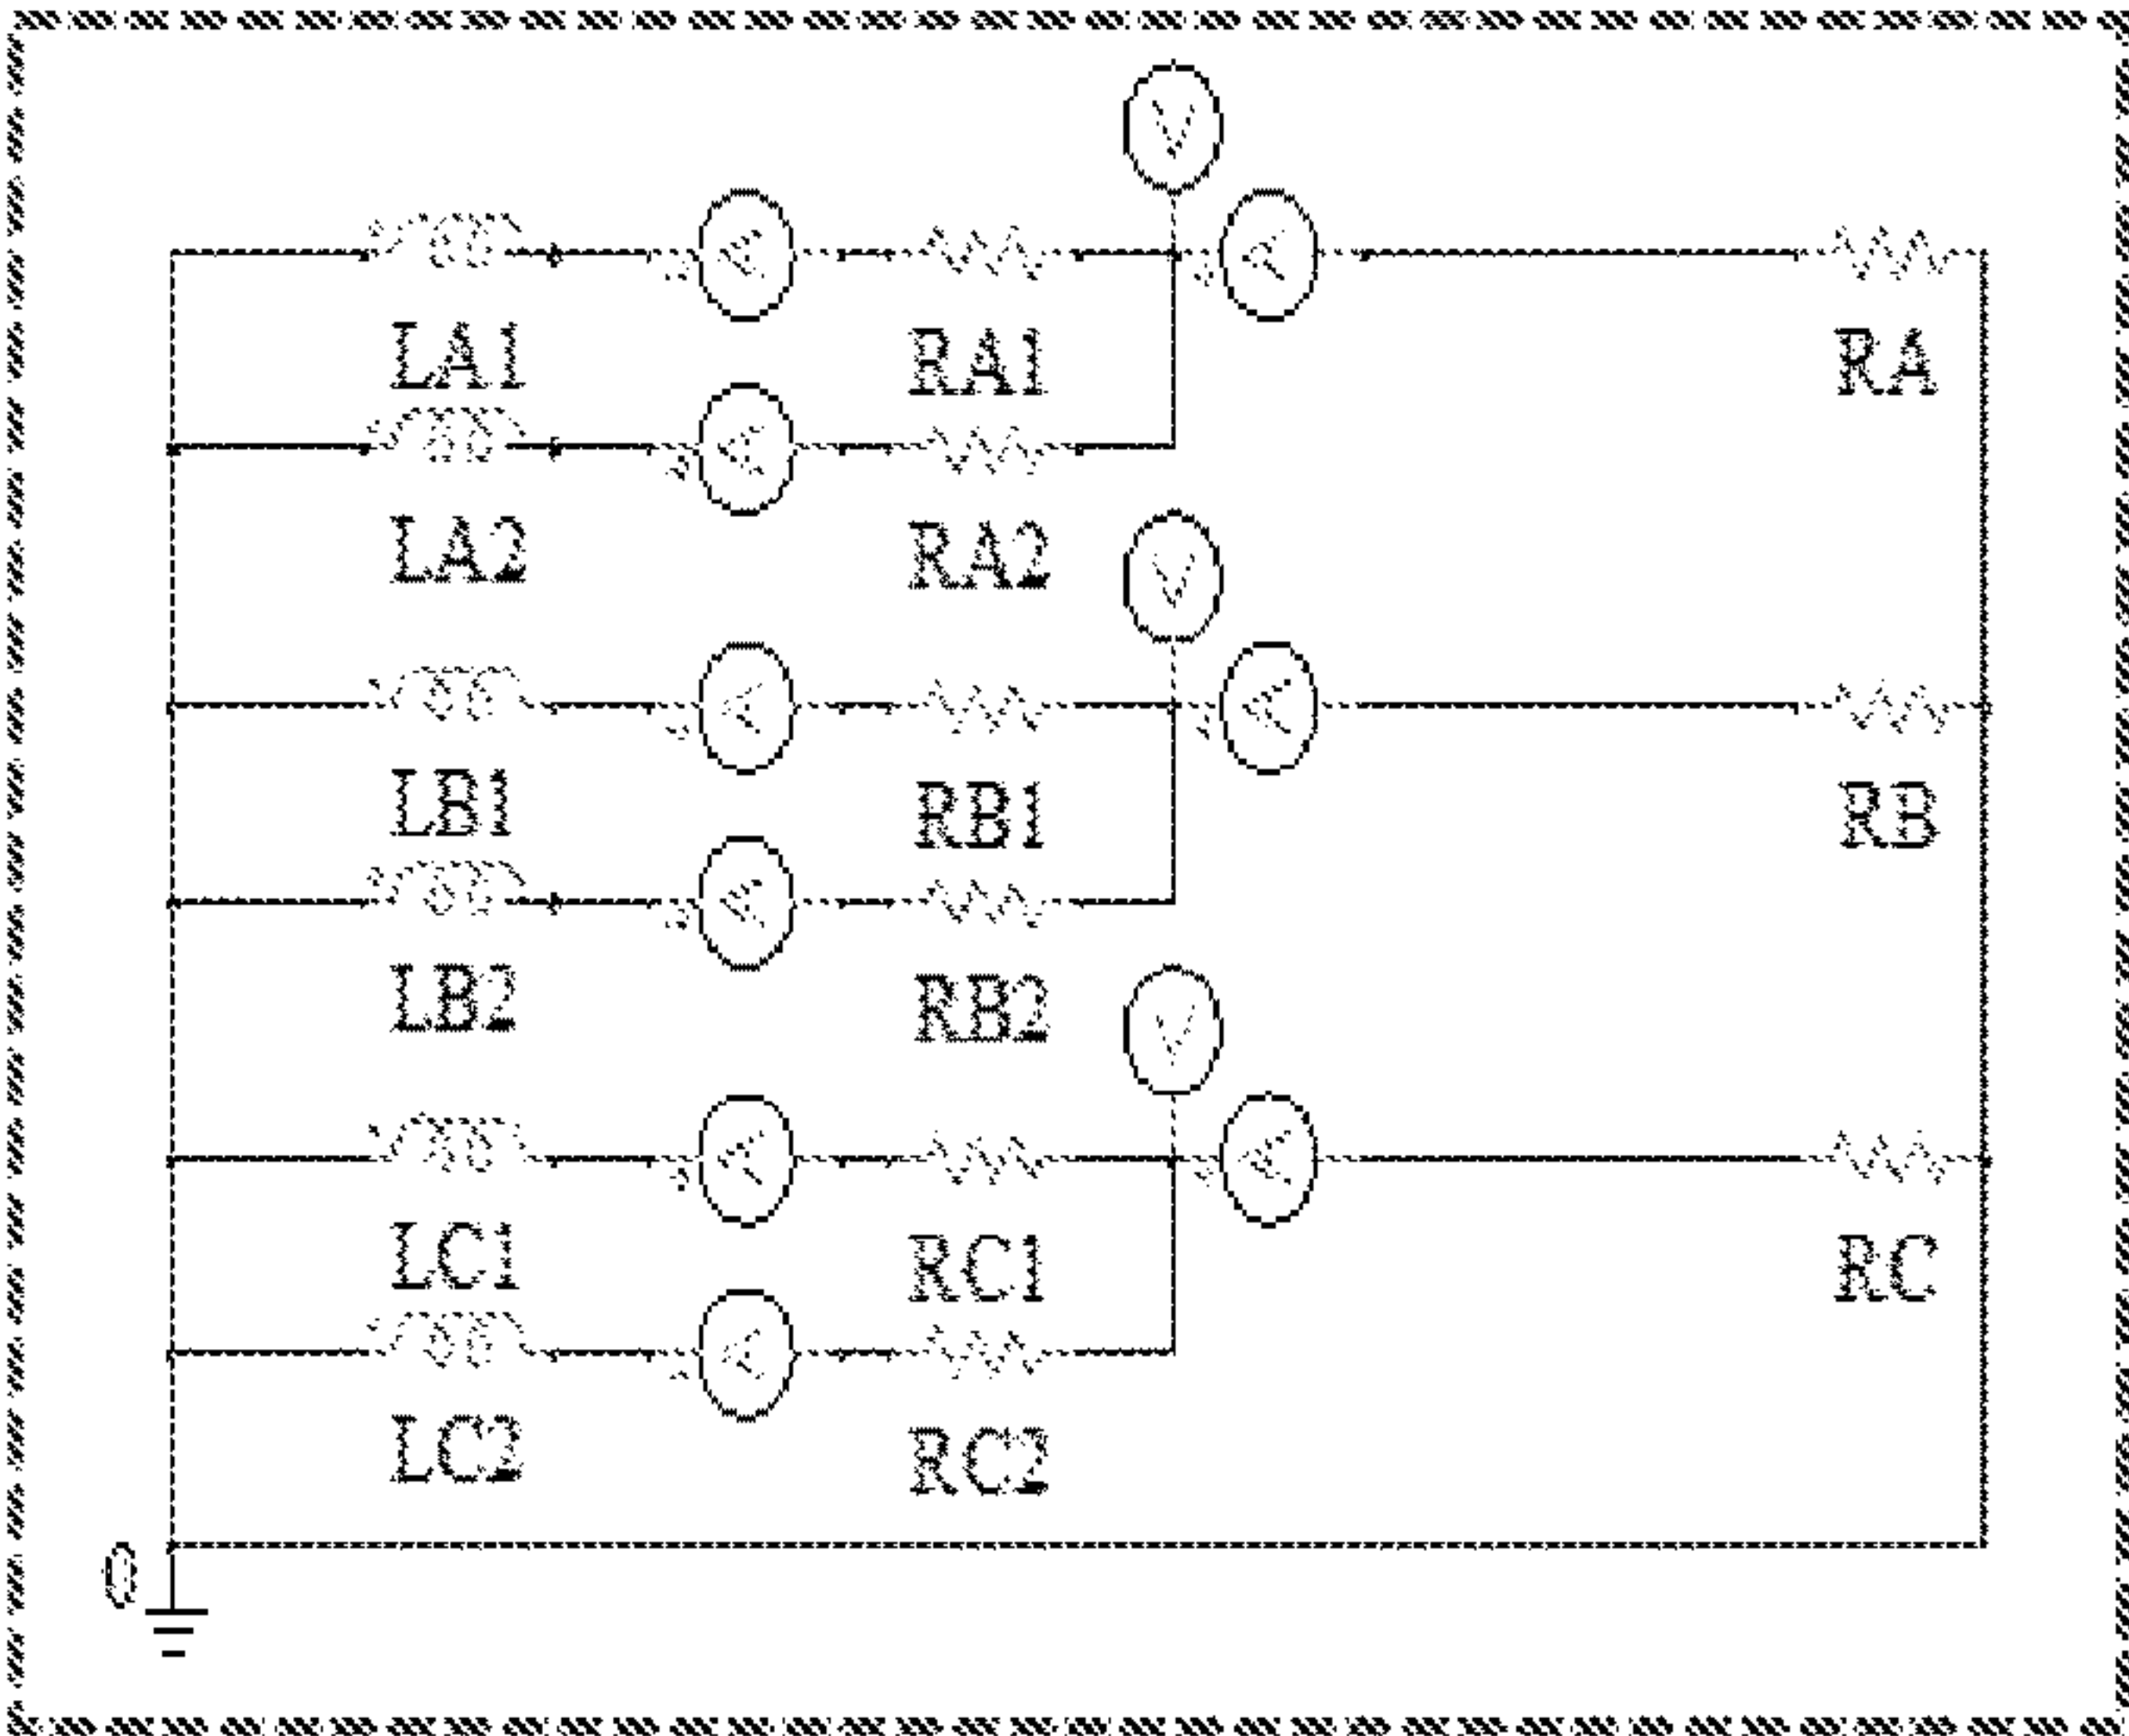 V
A A
LA1 RA1 RA
A
LA2 RA2
V
A A
LB1 RB1 RB
A
LB2 RB2
V
A A
LC1 RC1 RC
A
LC2 RC2
0